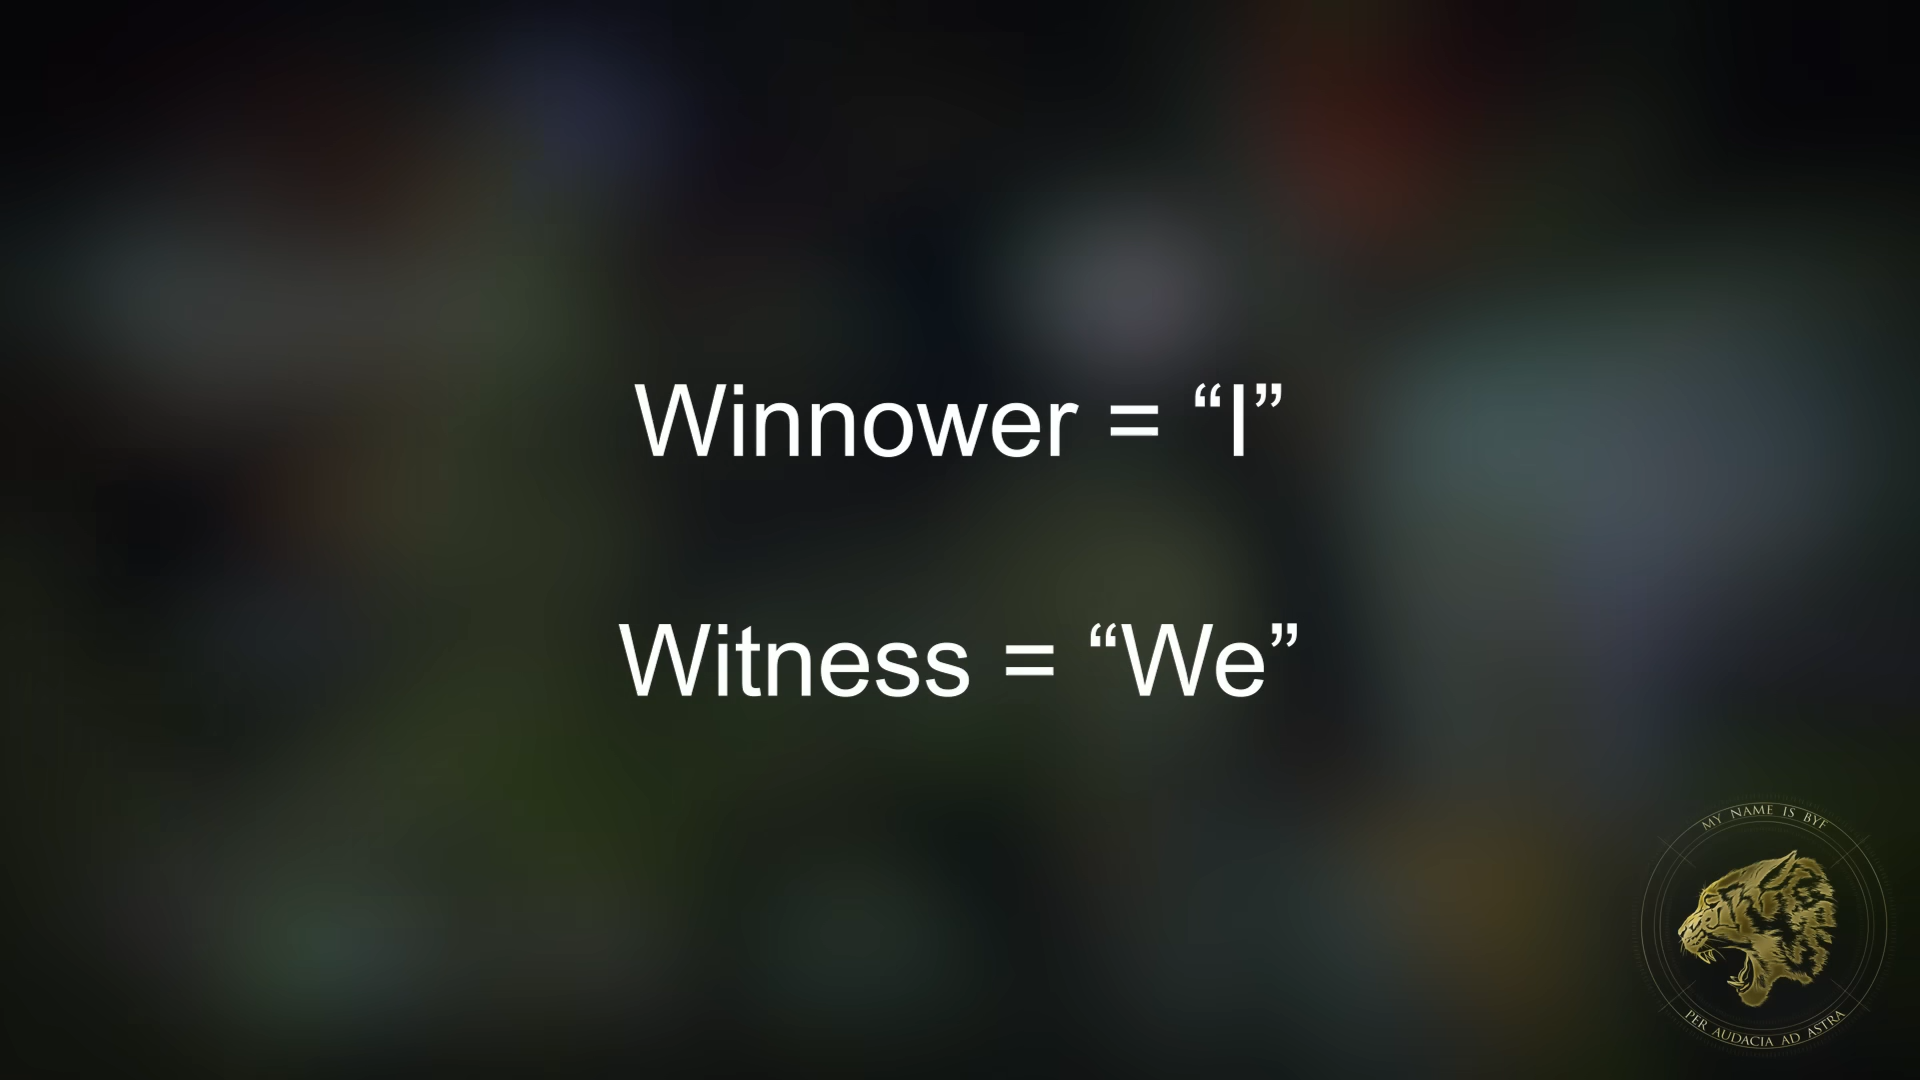 Winnower = “I”
Witness = “We”
MY NAME IS BYF
PER AUDACIA AD ASTRA